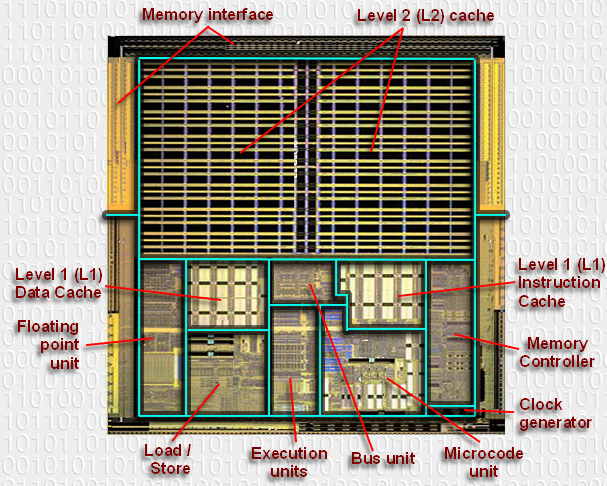 Memory interface
Level 2 (L2) cache
Level 1 (L1)
Data Cache
Level 1 (L1)
Instruction
Cache
Floating
point
unit
Memory
Controller
Clock
generator
Load /
Store
Execution
units
Bus unit
Microcode
unit